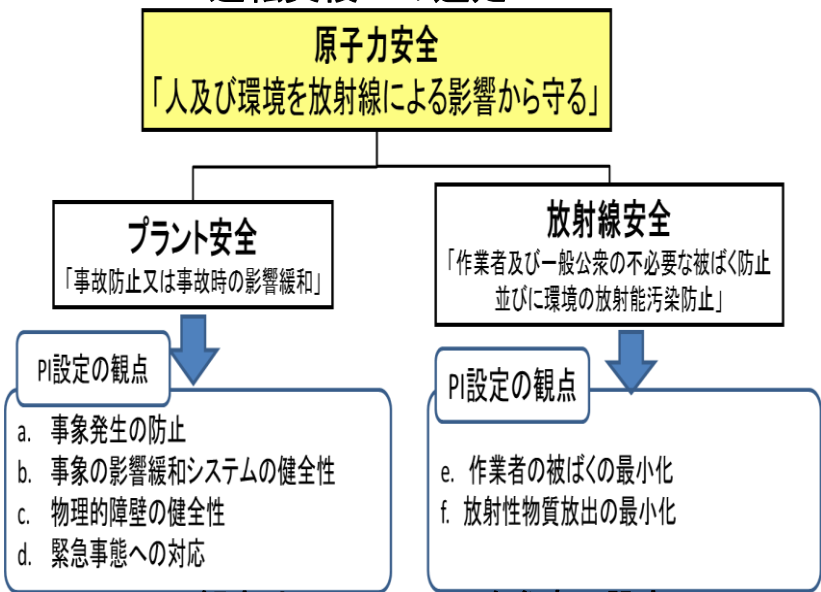 原子力安全
「人及び環境を放射線による影響から守る」
プラント安全
「事故防止又は事故時の影響緩和」
放射線安全
「作業者及び一般公衆の不必要な被ばく防止
並びに環境の放射能汚染防止」
PI設定の観点
a. 事象発生の防止
b. 事象の影響緩和システムの健全性
c. 物理的障壁の健全性
d. 緊急事態への対応
PI設定の観点
e. 作業者の被ばくの最小化
f. 放射性物質放出の最小化